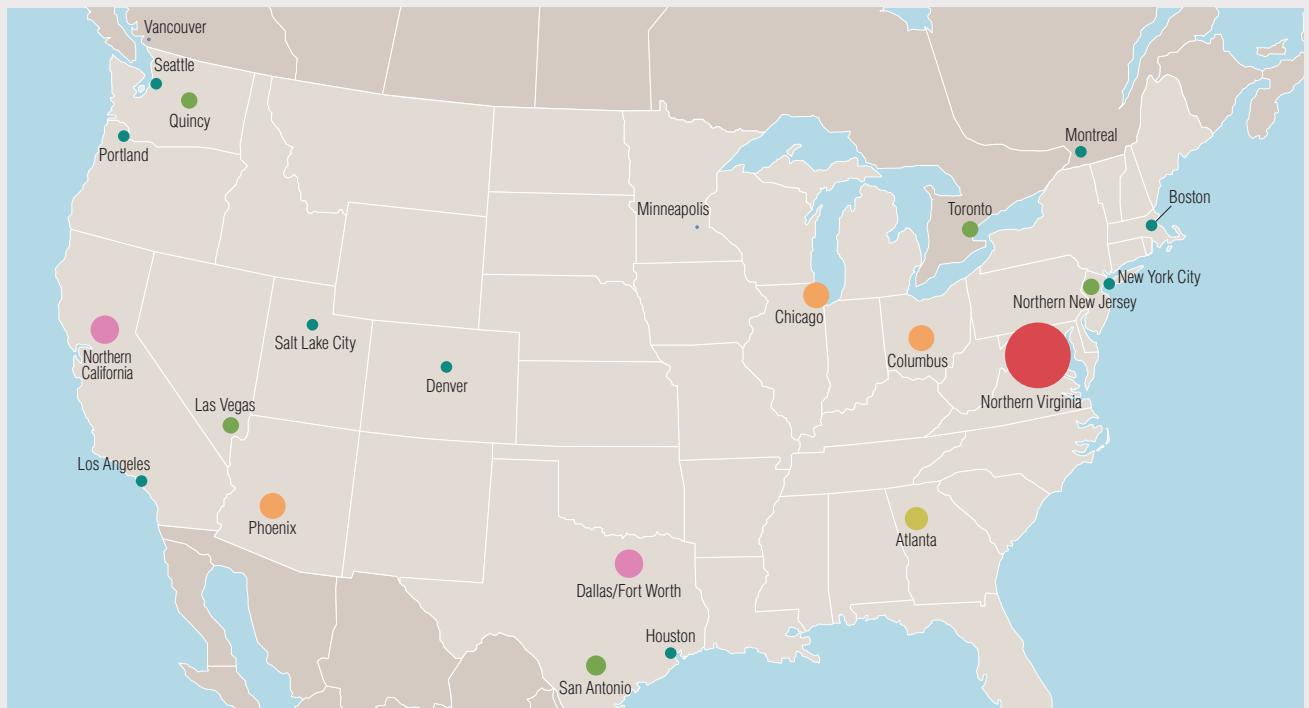 Vancouver
Seattle
Quincy
Portland
Montreal
Boston
Minneapolis
Toronto
New York City
Northern New Jersey
Chicago
Salt Lake City
Northern
California
Columbus
Denver
Northern Virginia
Las Vegas
Los Angeles
Phoenix
Atlanta
Dallas/Fort Worth
Houston
San Antonio